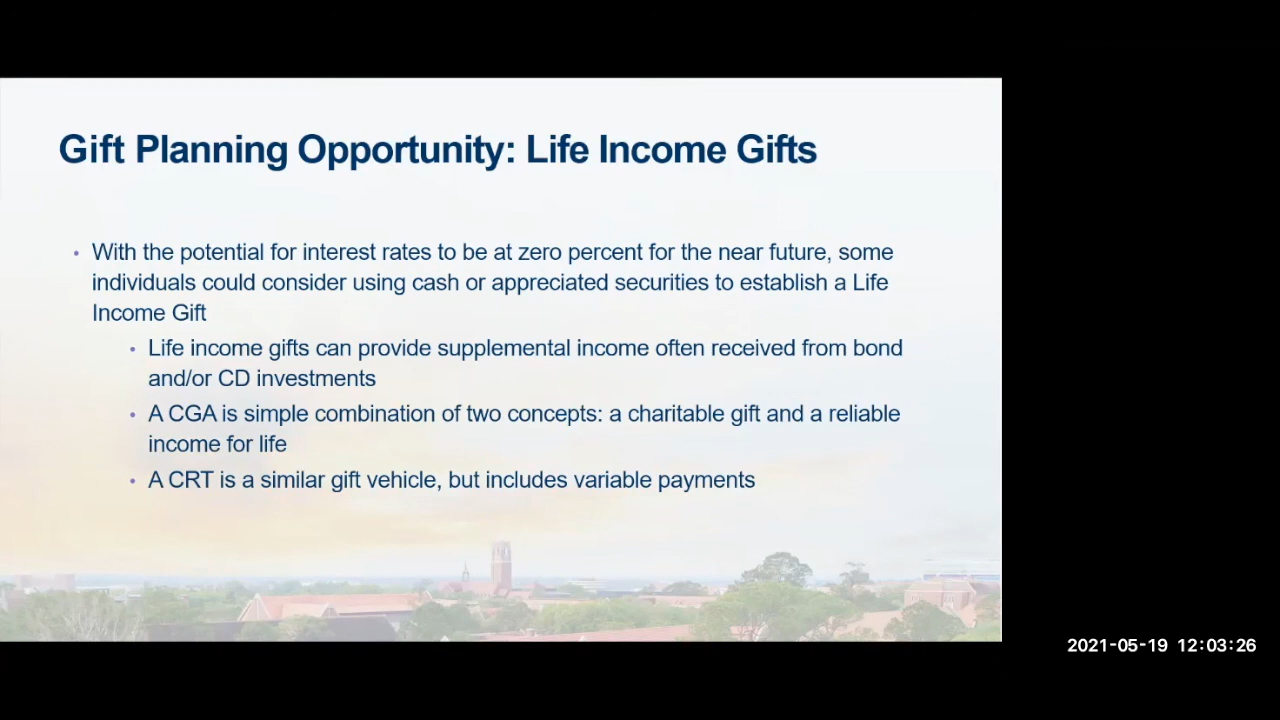 Gift Planning Opportunity: Life Income Gifts
• With the potential for interest rates to be at zero percent for the near future, some
individuals could consider using cash or appreciated securities to establish a Life
Income Gift
• Life income gifts can provide supplemental income often received from bond
and/or CD investments
• A CGA is simple combination of two concepts: a charitable gift and a reliable
income for life
• A CRT is a similar gift vehicle, but includes variable payments
2021-05-19 12:03:26